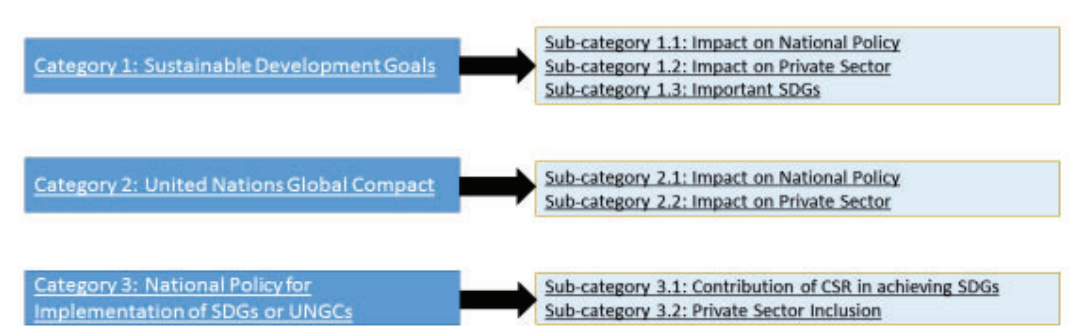 Category 1: Sustainable Development Goals
Sub-category 1.1: Impact on National Policy
Sub-category 1.2: Impact on Private Sector
Sub-category 1.3: Important SDGs
Category 2: United Nations Global Compact
Sub-category 2.1: Impact on National Policy
Sub-category 2.2: Impact on Private Sector
Category 3: National Policy for
Implementation of SDGs or UNGCs
Sub-category 3.1: Contribution of CSR in achieving SDGs
Sub-category 3.2: Private Sector Inclusion